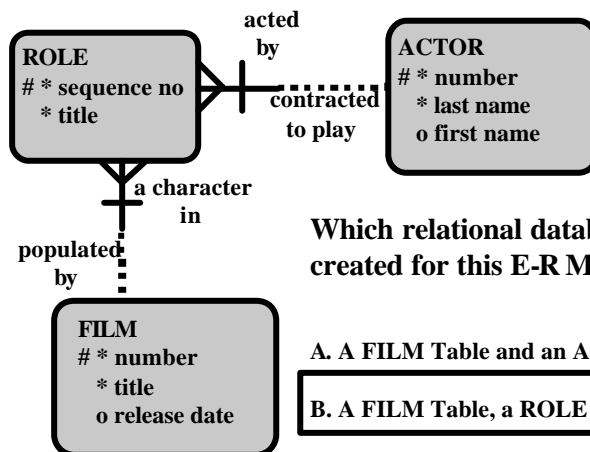 acted
by
ROLE
# * sequence no
* title
ACTOR
# * number
* last name
o first name
contracted
to play
a character
in
populated
by
Which relational datab
created for this E-R M
FILM
# * number
* title
o release date
A. A FILM Table and an A
B. A FILM Table, a ROLE